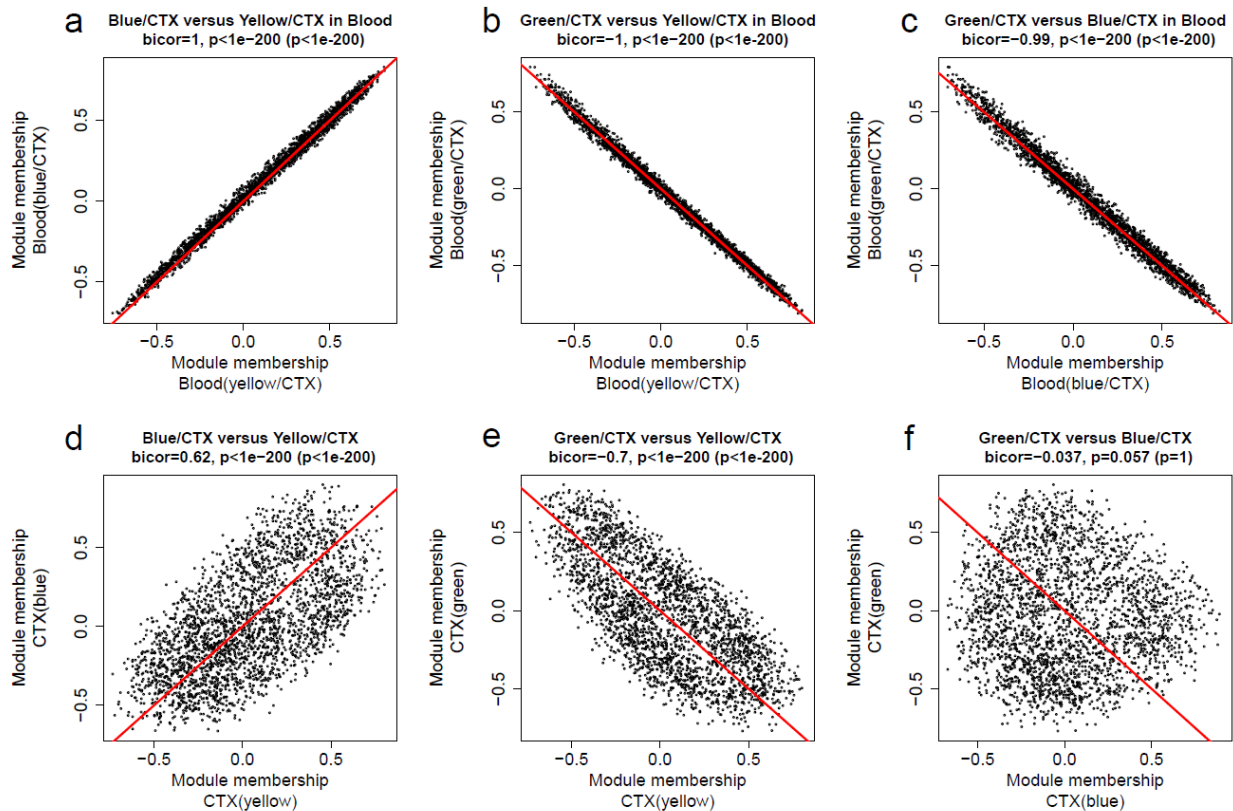 a
Blue/CTX versus Yellow/CTX in Blood
bicor=1, p<1e−200 (p<1e-200)
Module membership
Blood(blue/CTX)
0.5
0.0
−0.5
−0.5
0.0
0.5
Module membership
Blood(yellow/CTX)
b
Green/CTX versus Yellow/CTX in Blood
bicor=−1, p<1e−200 (p<1e-200)
Module membership
Blood(green/CTX)
0.5
0.0
−0.5
−0.5
0.0
0.5
Module membership
Blood(yellow/CTX)
c
Green/CTX versus Blue/CTX in Blood
bicor=−0.99, p<1e−200 (p<1e-200)
Module membership
Blood(green/CTX)
0.5
0.0
−0.5
−0.5
0.0
0.5
Module membership
Blood(blue/CTX)
d
Blue/CTX versus Yellow/CTX
bicor=0.62, p<1e−200 (p<1e-200)
Module membership
CTX(blue)
0.5
0.0
−0.5
−0.5
0.0
0.5
Module membership
CTX(yellow)
e
Green/CTX versus Yellow/CTX
bicor=−0.7, p<1e−200 (p<1e-200)
Module membership
CTX(green)
0.5
0.0
−0.5
−0.5
0.0
0.5
Module membership
CTX(yellow)
f
Green/CTX versus Blue/CTX
bicor=−0.037, p=0.057 (p=1)
Module membership
CTX(green)
0.5
0.0
−0.5
−0.5
0.0
0.5
Module membership
CTX(blue)